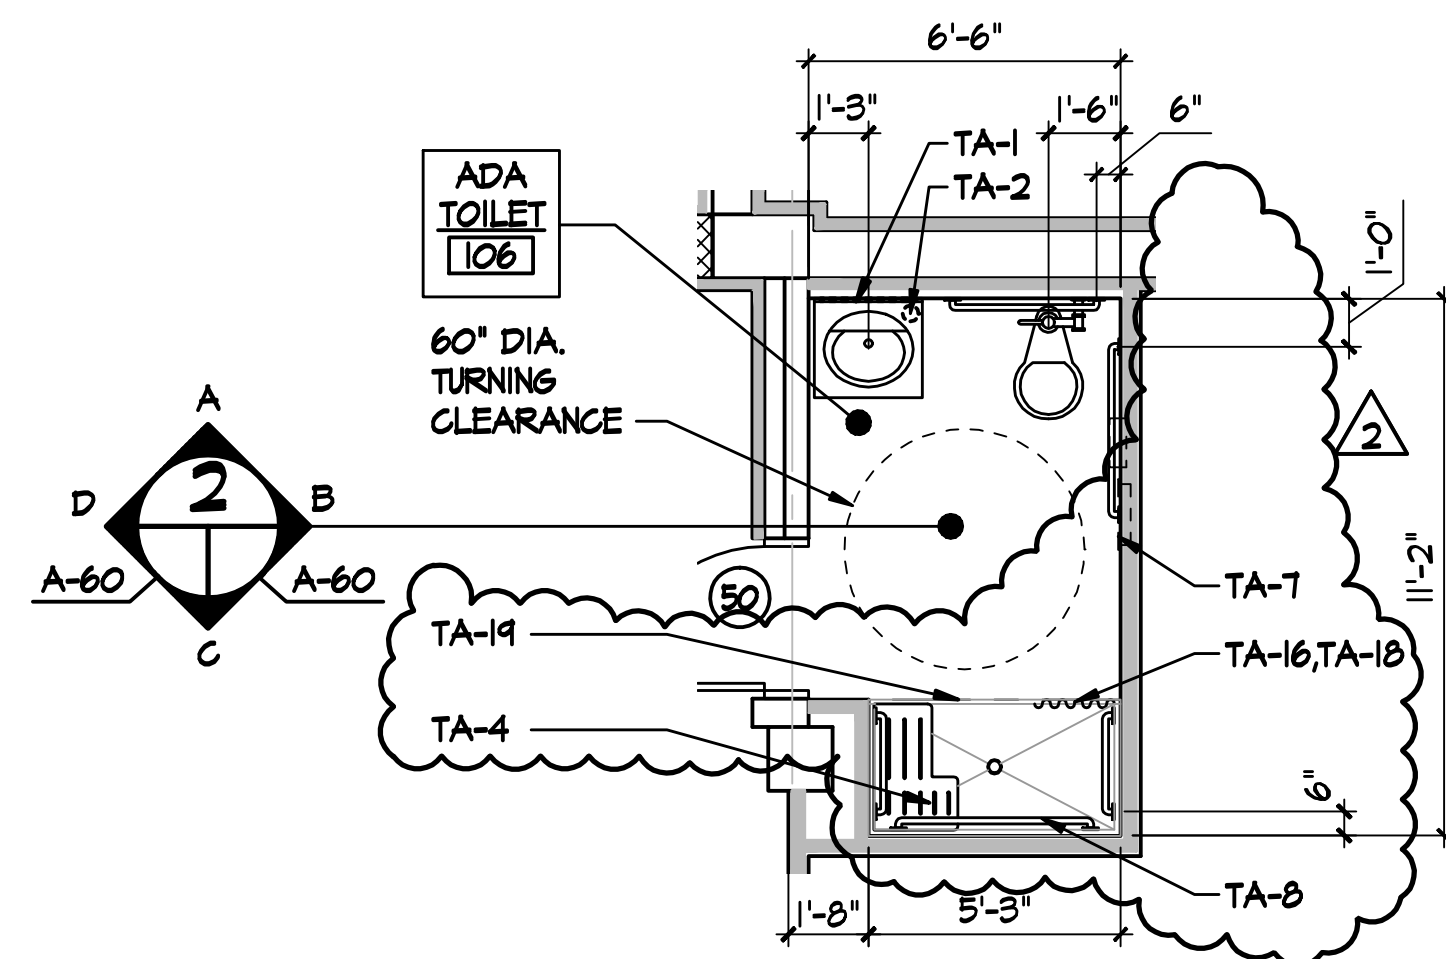 6'-6"
1'-3"
1'-6"
6"
TA-1
TA-2
ADA
TOILET
106
1'-0"
60" DIA.
TURNING
CLEARANCE
A
2
D
B
2
A-60
A-60
C
50
11'-2"
TA-7
TA-19
TA-16,TA-18
TA-4
6"
TA-8
1'-8"
5'-3"